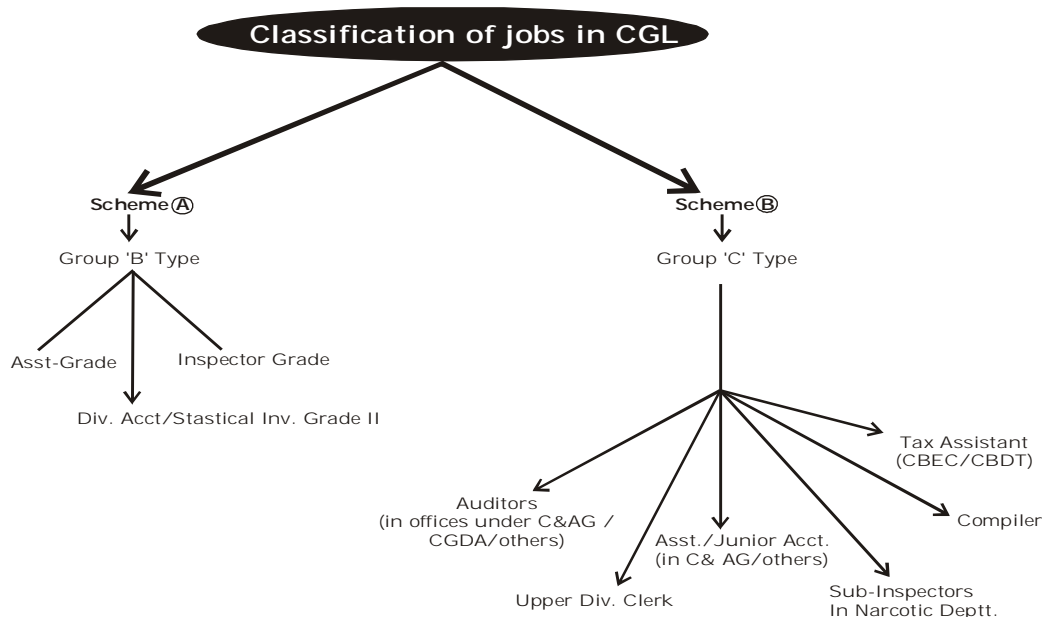 Classification of jobs in CGL
Scheme Ⓐ
Group 'B' Type
Asst-Grade
Inspector Grade
Div. Acct/Stastical Inv. Grade II
Scheme Ⓑ
Group 'C' Type
Auditors
(in offices under C&AG /
CGDA/others)
Upper Div. Clerk
Asst./Junior Acct.
(in C& AG/others)
Sub-Inspectors
In Narcotic Deptt.
Compiler
Tax Assistant
(CBEC/CBDT)